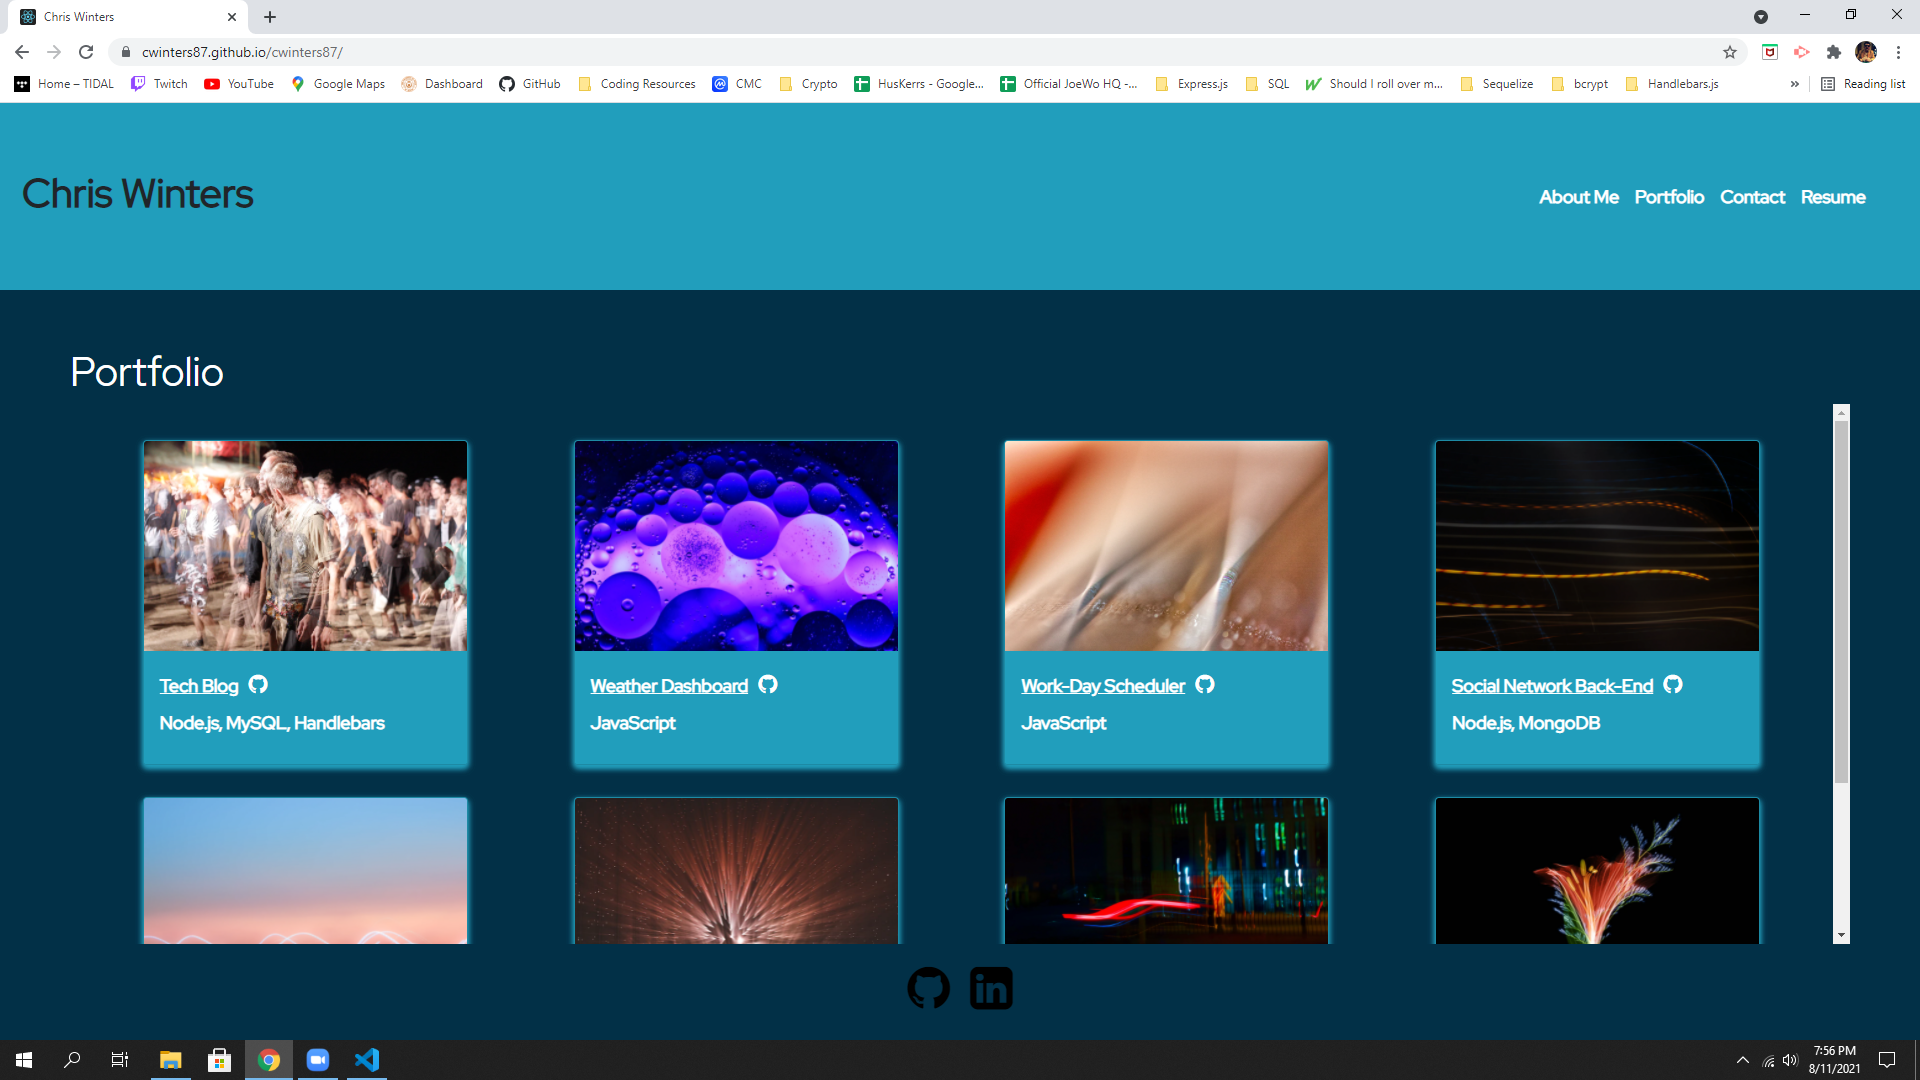 Chris Winters
cwinters87.github.io/cwinters87/
Home – TIDAL Twitch YouTube Google Maps Dashboard GitHub Coding Resources CMC Crypto HusKerrs - Google... Official JoeWo HQ -... Express.js SQL Should I roll over m... Sequelize bcrypt Handlebars.js » Reading list
Chris Winters
About Me Portfolio Contact Resume
Portfolio
Tech Blog
Node.js, MySQL, Handlebars
Weather Dashboard
JavaScript
Work-Day Scheduler
JavaScript
Social Network Back-End
Node.js, MongoDB
in
7:56 PM
8/11/2021